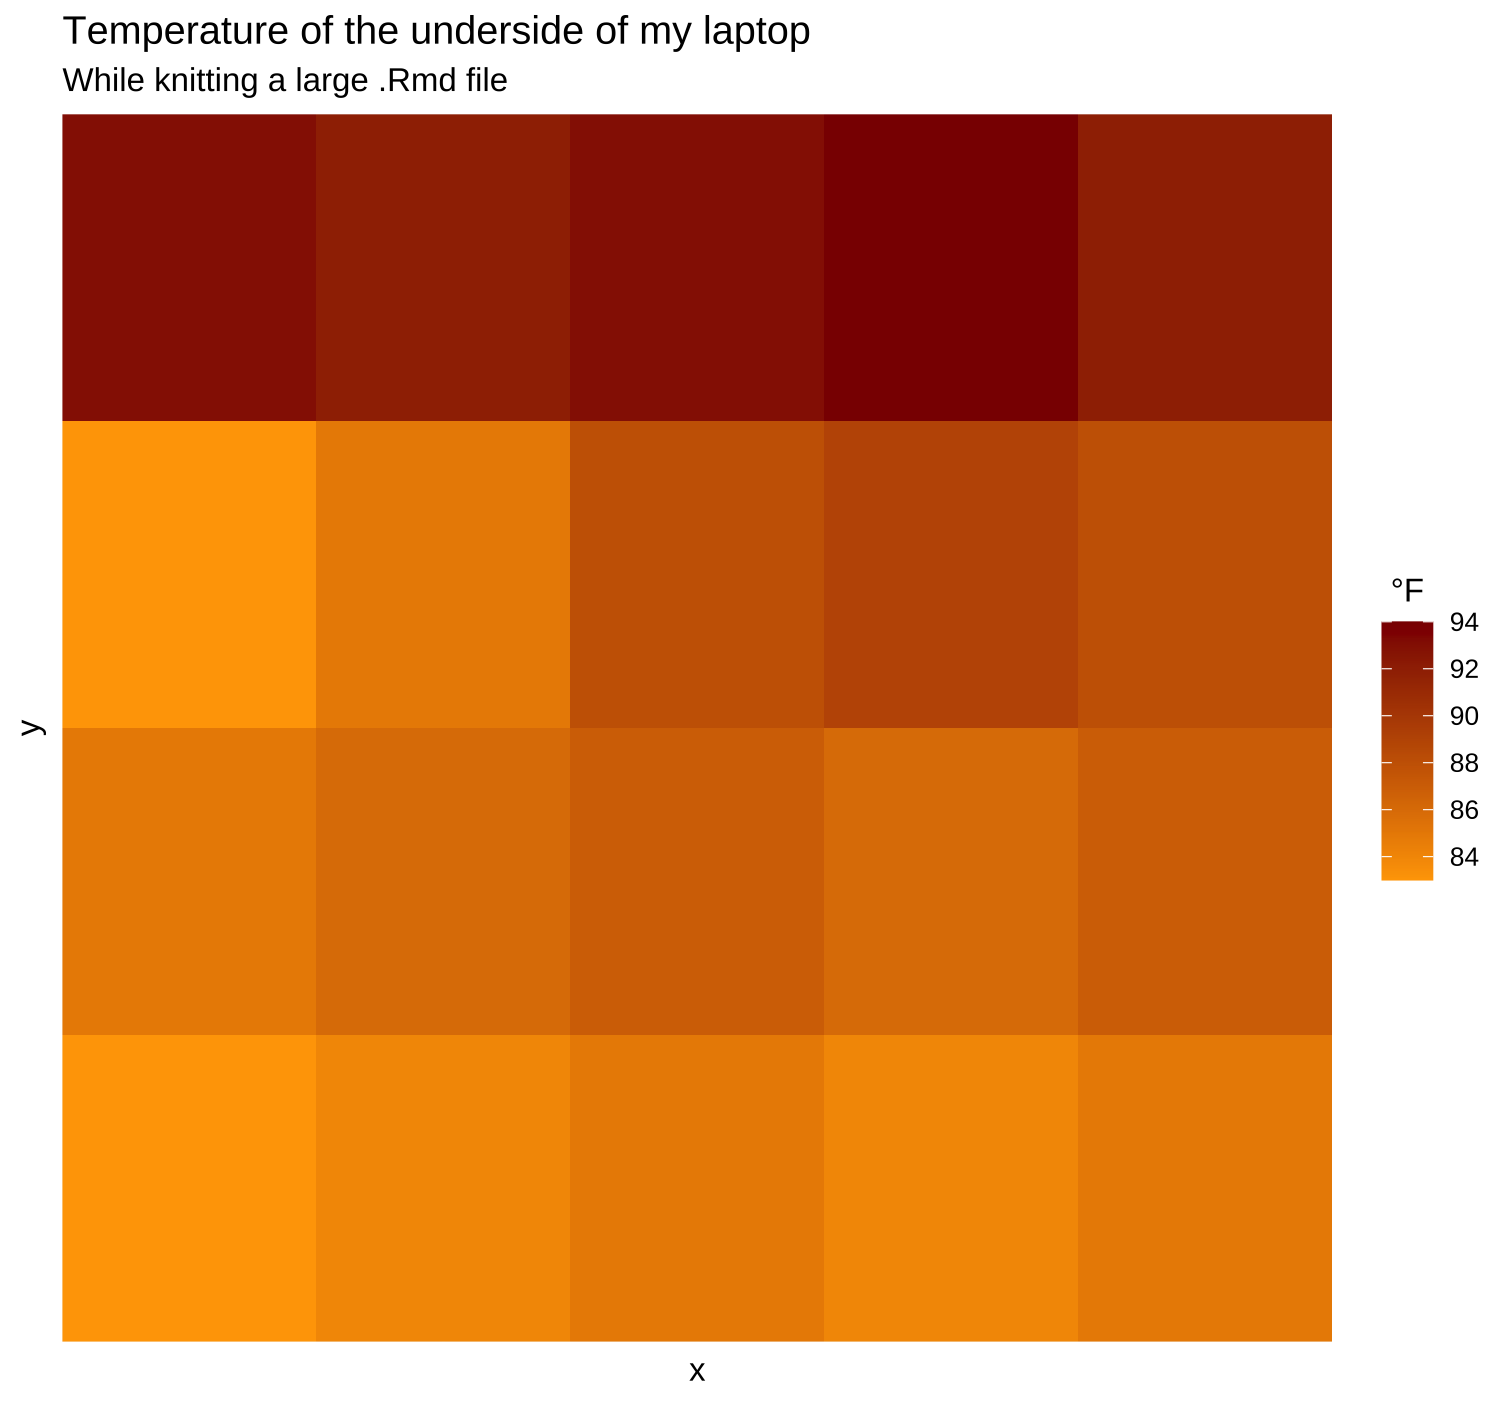 Temperature of the underside of my laptop
While knitting a large .Rmd file
y
°F
94
92
90
88
86
84
x